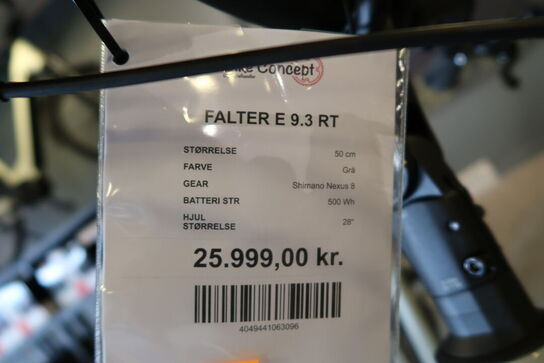 Bike Concept
FALTER E 9.3 RT
STØRRELSE 50 cm
FARVE Grå
GEAR Shimano Nexus 8
BATTERI STR 500 Wh
HJUL
STØRRELSE 28"
25.999,00 kr.
4049441063096